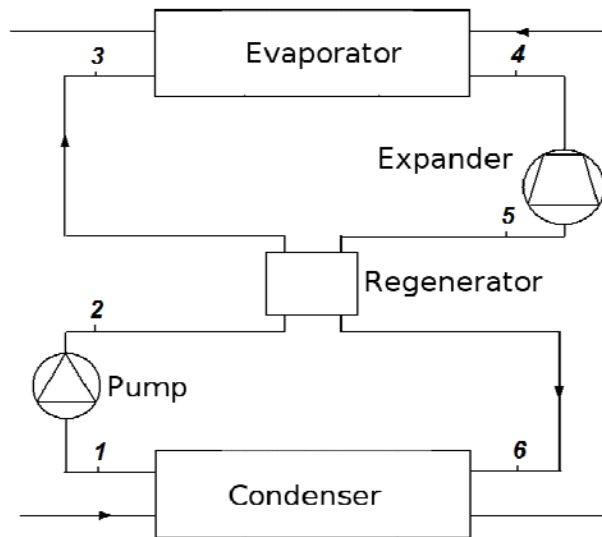 Evaporator
3
4
Expander
5
Regenerator
2
Pump
1
6
Condenser